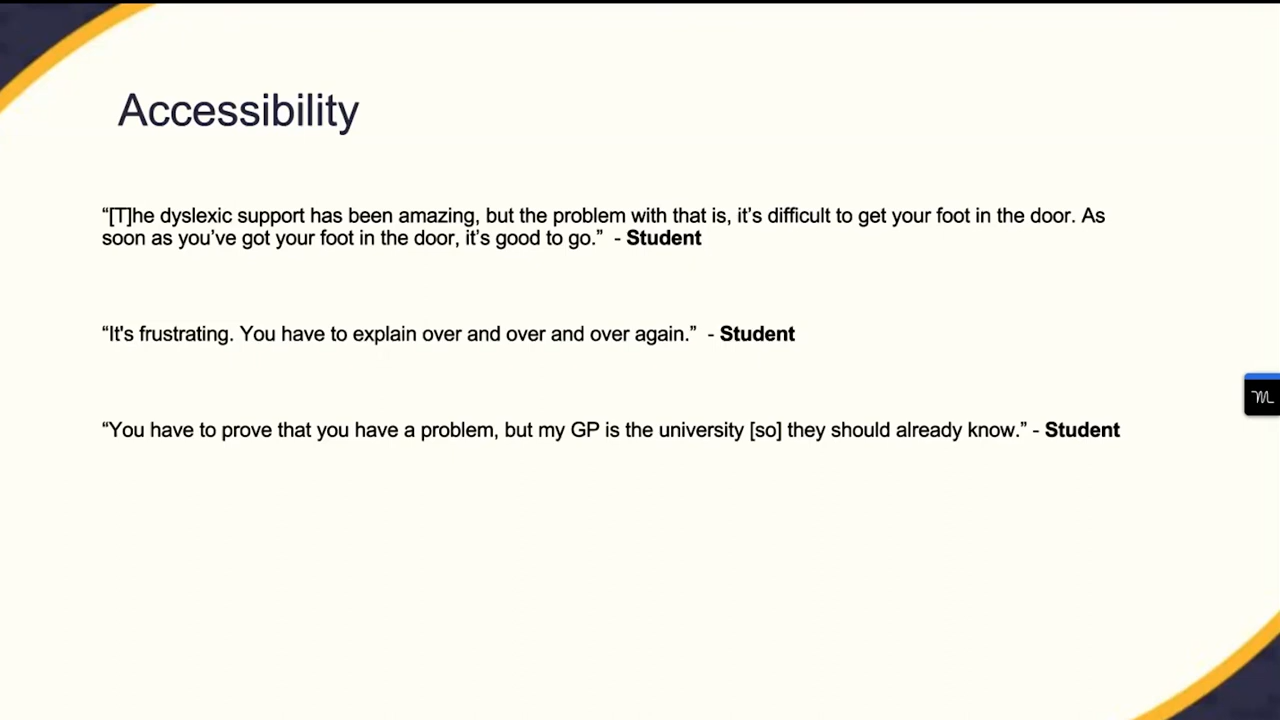 Accessibility
“[T]he dyslexic support has been amazing, but the problem with that is, it’s difficult to get your foot in the door. As
soon as you’ve got your foot in the door, it’s good to go.”  - Student
“It's frustrating. You have to explain over and over and over again.”  - Student
“You have to prove that you have a problem, but my GP is the university [so] they should already know.” - Student